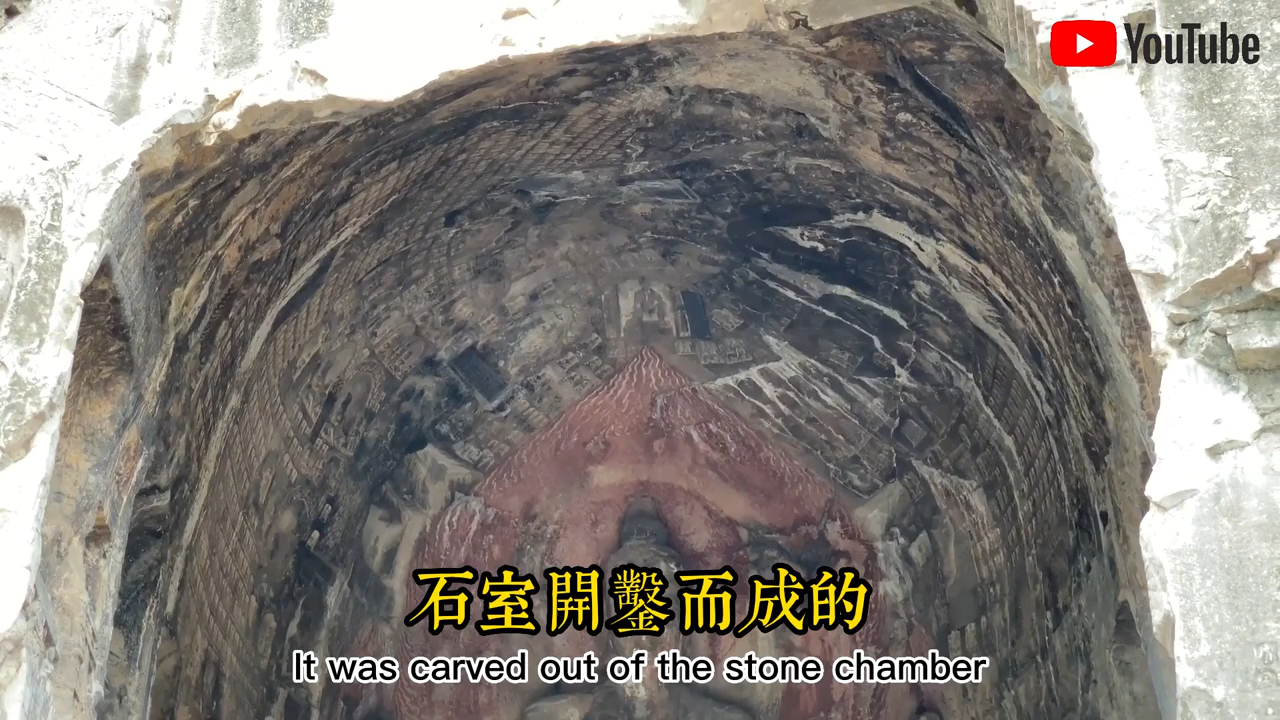 YouTube
石室開鑿而成的
It was carved out of the stone chamber